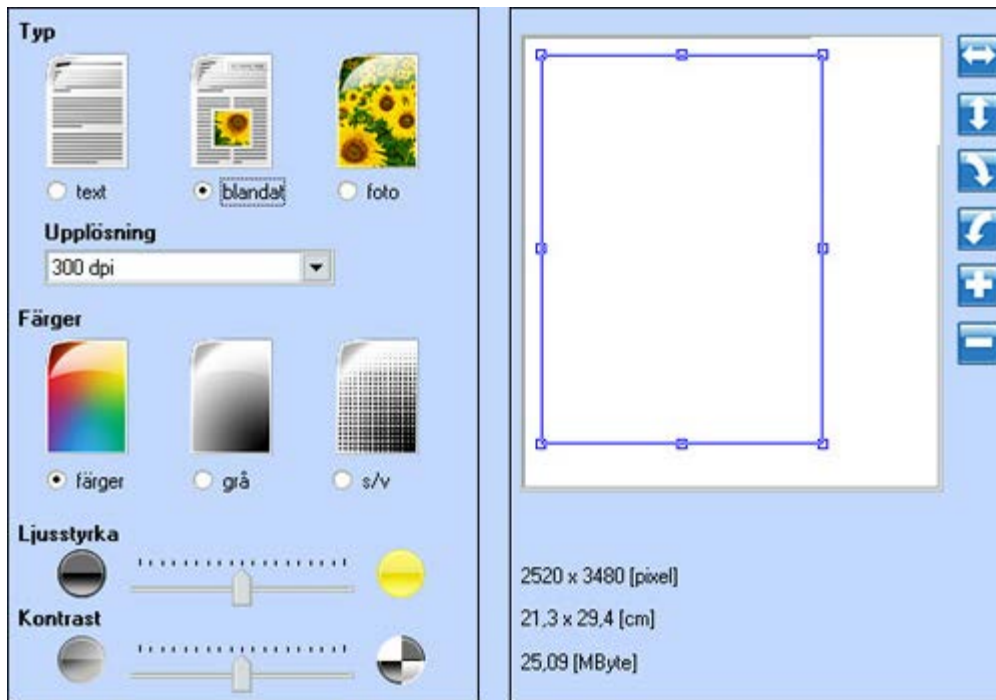 Typ
text blandat foto
Upplösning
300 dpi
Färger
färger grå s/v
Ljusstyrka
Kontrast
2520 x 3480 [pixel]
21,3 x 29,4 [cm]
25,09 [MByte]